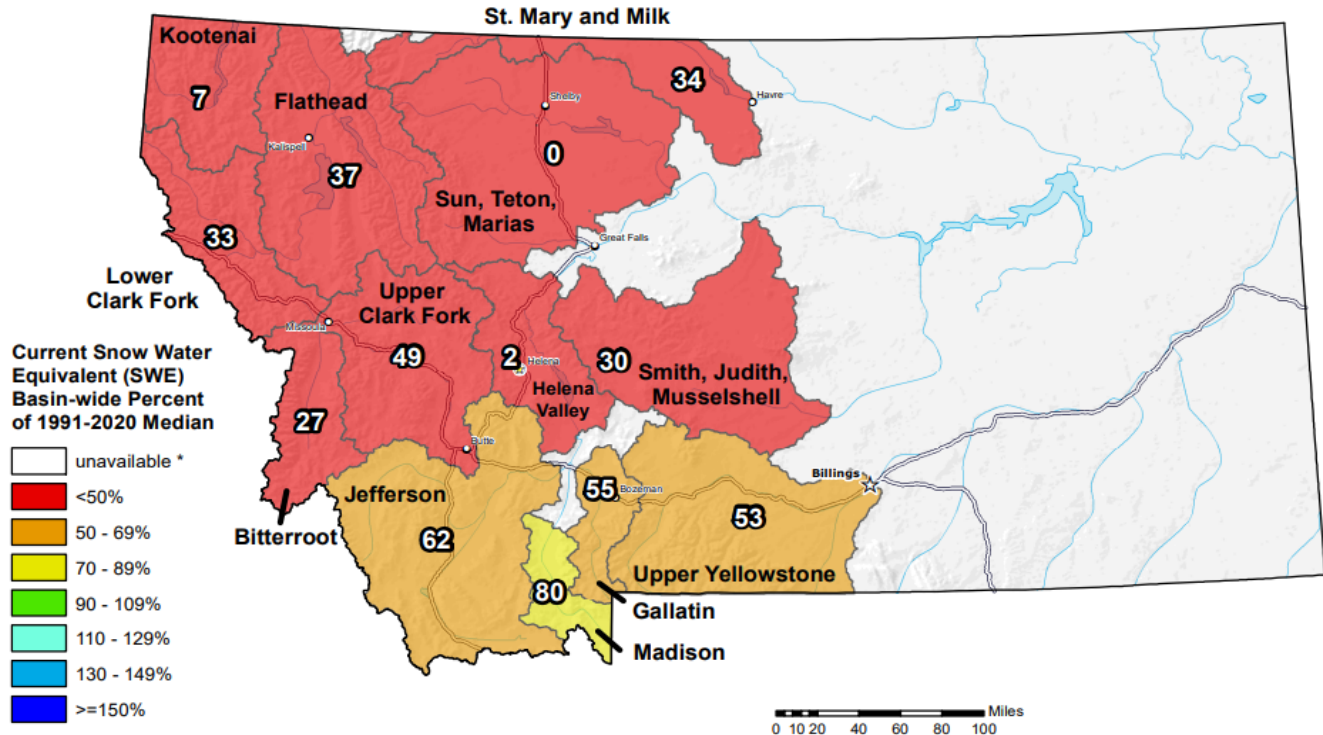 St. Mary and Milk
Kootenai
7
Flathead
34
Havre
Shelby
Kalispell
37
0
Sun, Teton,
Marias
33
Great Falls
Lower
Clark Fork
Upper
Clark Fork
Missoula
49
2
Helena
30
Smith, Judith,
Musselshell
Helena
Valley
Current Snow Water
Equivalent (SWE)
Basin-wide Percent
of 1991-2020 Median
27
Butte
unavailable *
<50%
50 - 69%
70 - 89%
90 - 109%
110 - 129%
130 - 149%
>=150%
Jefferson
Billings
55
Bozeman
53
Bitterroot
62
Upper Yellowstone
80
Gallatin
Madison
Miles
0 10 20 40 60 80 100